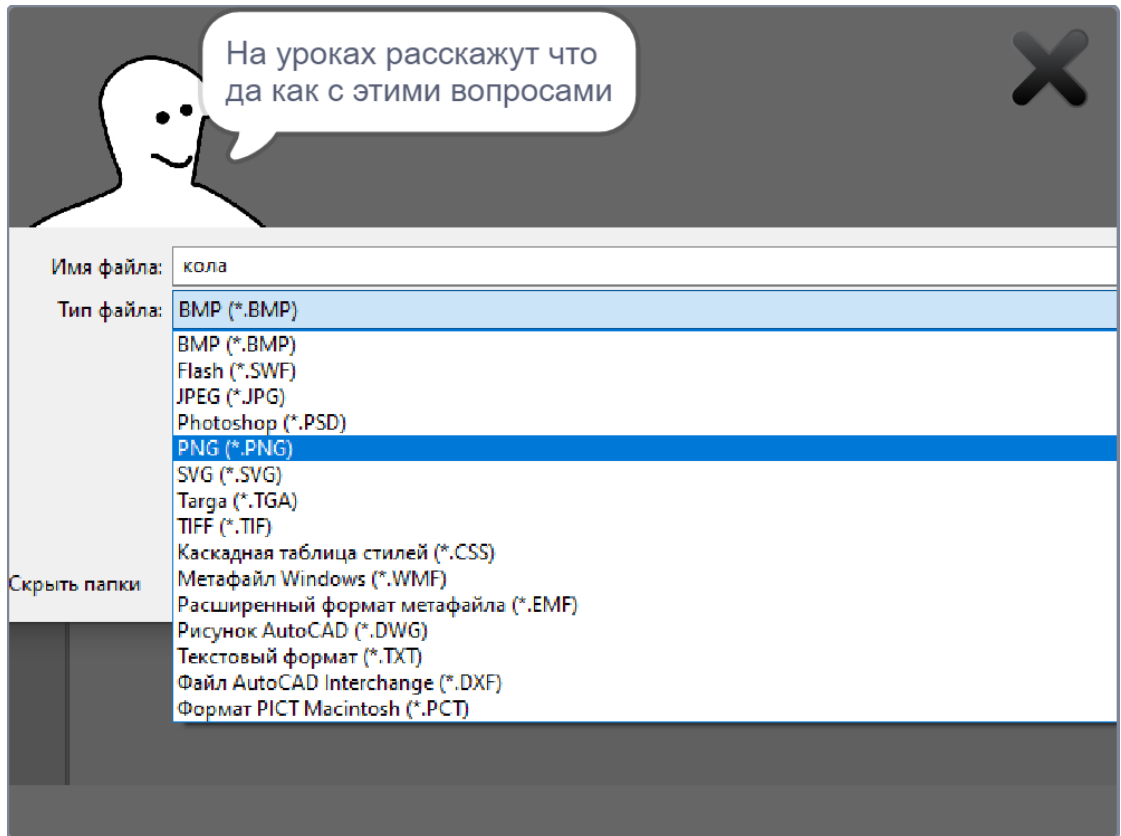 На уроках расскажут что
да как с этими вопросами
Имя файла: кола
Тип файла: BMP (*.BMP)
BMP (*.BMP)
Flash (*.SWF)
JPEG (*.JPG)
Photoshop (*.PSD)
PNG (*.PNG)
SVG (*.SVG)
Targa (*.TGA)
TIFF (*.TIF)
Каскадная таблица стилей (*.CSS)
Скрыть папки
Метафайл Windows (*.WMF)
Расширенный формат метафайла (*.EMF)
Рисунок AutoCAD (*.DWG)
Текстовый формат (*.TXT)
Файл AutoCAD Interchange (*.DXF)
Формат PICT Macintosh (*.PCT)